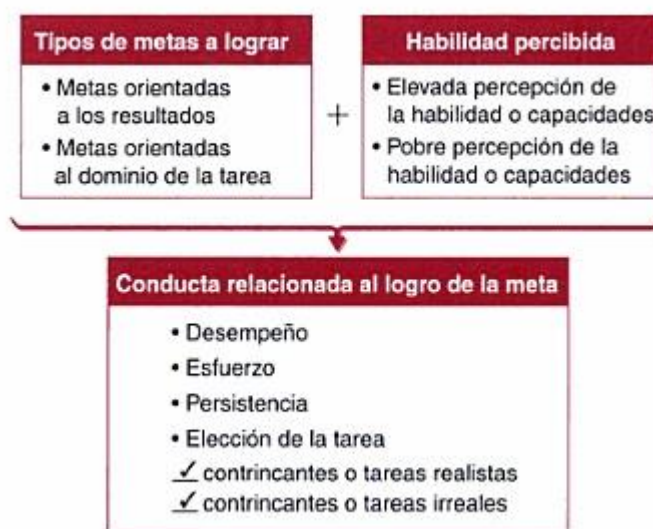 Tipos de metas a lograr
• Metas orientadas
a los resultados
• Metas orientadas
al dominio de la tarea
+
Habilidad percibida
• Elevada percepción de
la habilidad o capacidades
• Pobre percepción de la
habilidad o capacidades
Conducta relacionada al logro de la meta
• Desempeño
• Esfuerzo
• Persistencia
• Elección de la tarea
✓ contrincantes o tareas realistas
✓ contrincantes o tareas irreales